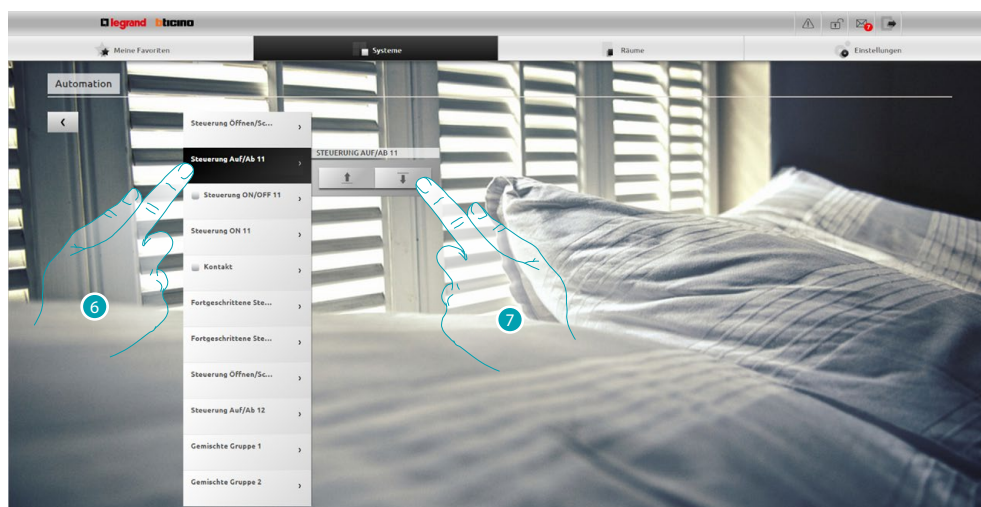 legrand bticino
7
Meine Favoriten
Systeme
Räume
Einstellungen
Automation
Steuerung Öffnen/Sc...
Steuerung Auf/Ab 11
STEUERUNG AUF/AB 11
Steuerung ON/OFF 11
Steuerung ON 11
Kontakt
Fortgeschrittene Ste...
Fortgeschrittene Ste...
Steuerung Öffnen/Sc...
Steuerung Auf/Ab 12
Gemischte Gruppe 1
Gemischte Gruppe 2
6
7